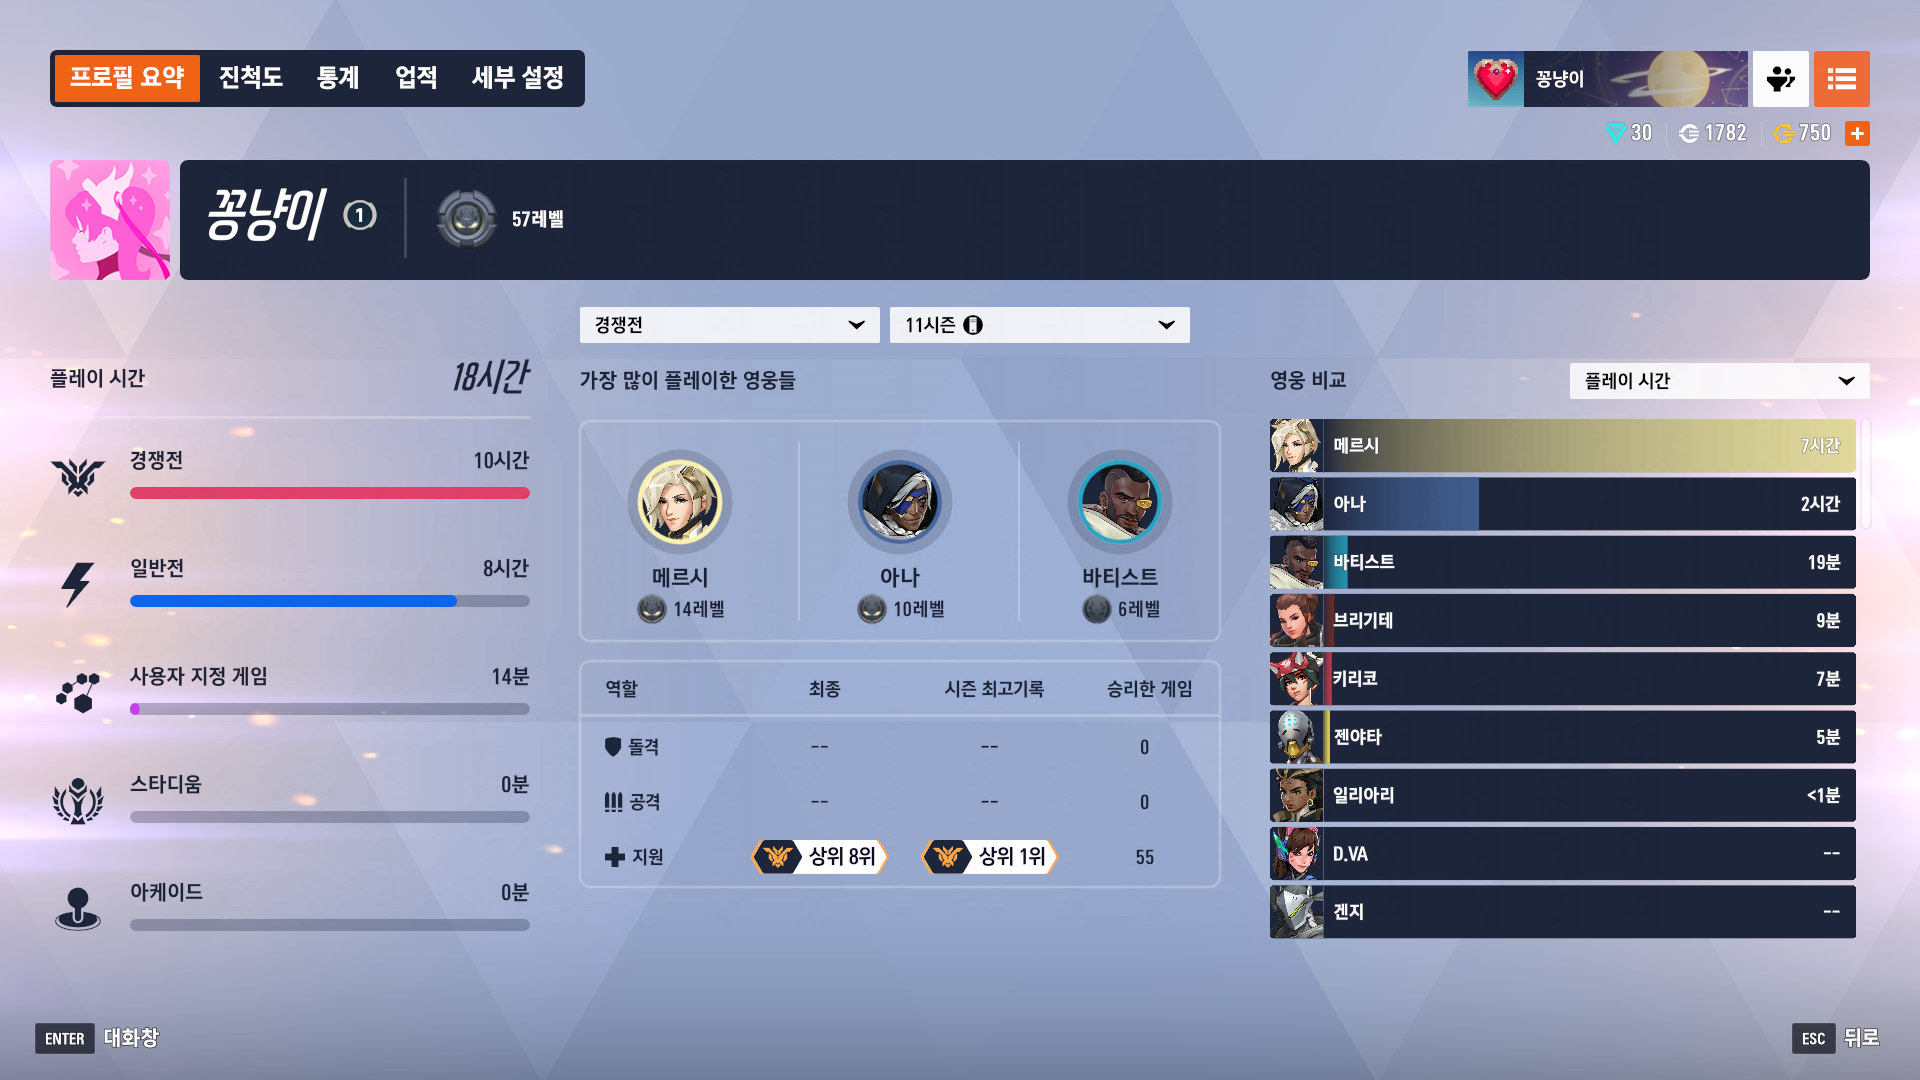 프로필 요약 진척도 통계 업적 세부 설정
꽁냥이
30 1782 750 +
꽁냥이 1 57레벨
경쟁전 11시즌
플레이 시간 18시간
경쟁전 10시간
일반전 8시간
사용자 지정 게임 14분
스타디움 0분
아케이드 0분
가장 많이 플레이한 영웅들
메르시 아나 바티스트
14레벨 10레벨 6레벨
역할 최종 시즌 최고기록 승리한 게임
돌격 -- -- 0
공격 -- -- 0
지원 상위 8위 상위 1위 55
영웅 비교 플레이 시간
메르시 7시간
아나 2시간
바티스트 19분
브리기테 9분
키리코 7분
젠야타 5분
일리아리 <1분
D.VA --
겐지 --
ENTER 대화창
ESC 뒤로